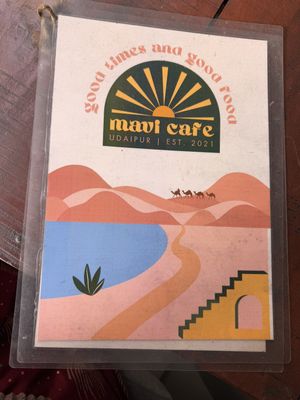 good times and good food
mavi cafe
UDAIPUR | EST. 2021